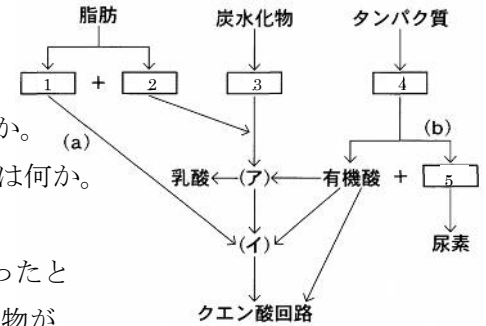 脂肪 炭水化物 タンパク質
1 + 2 3 4
か。
(a) (b)
は何か。
乳酸 (ア) 有機酸 + 5
(イ) 尿素
ったと
物が
クエン酸回路